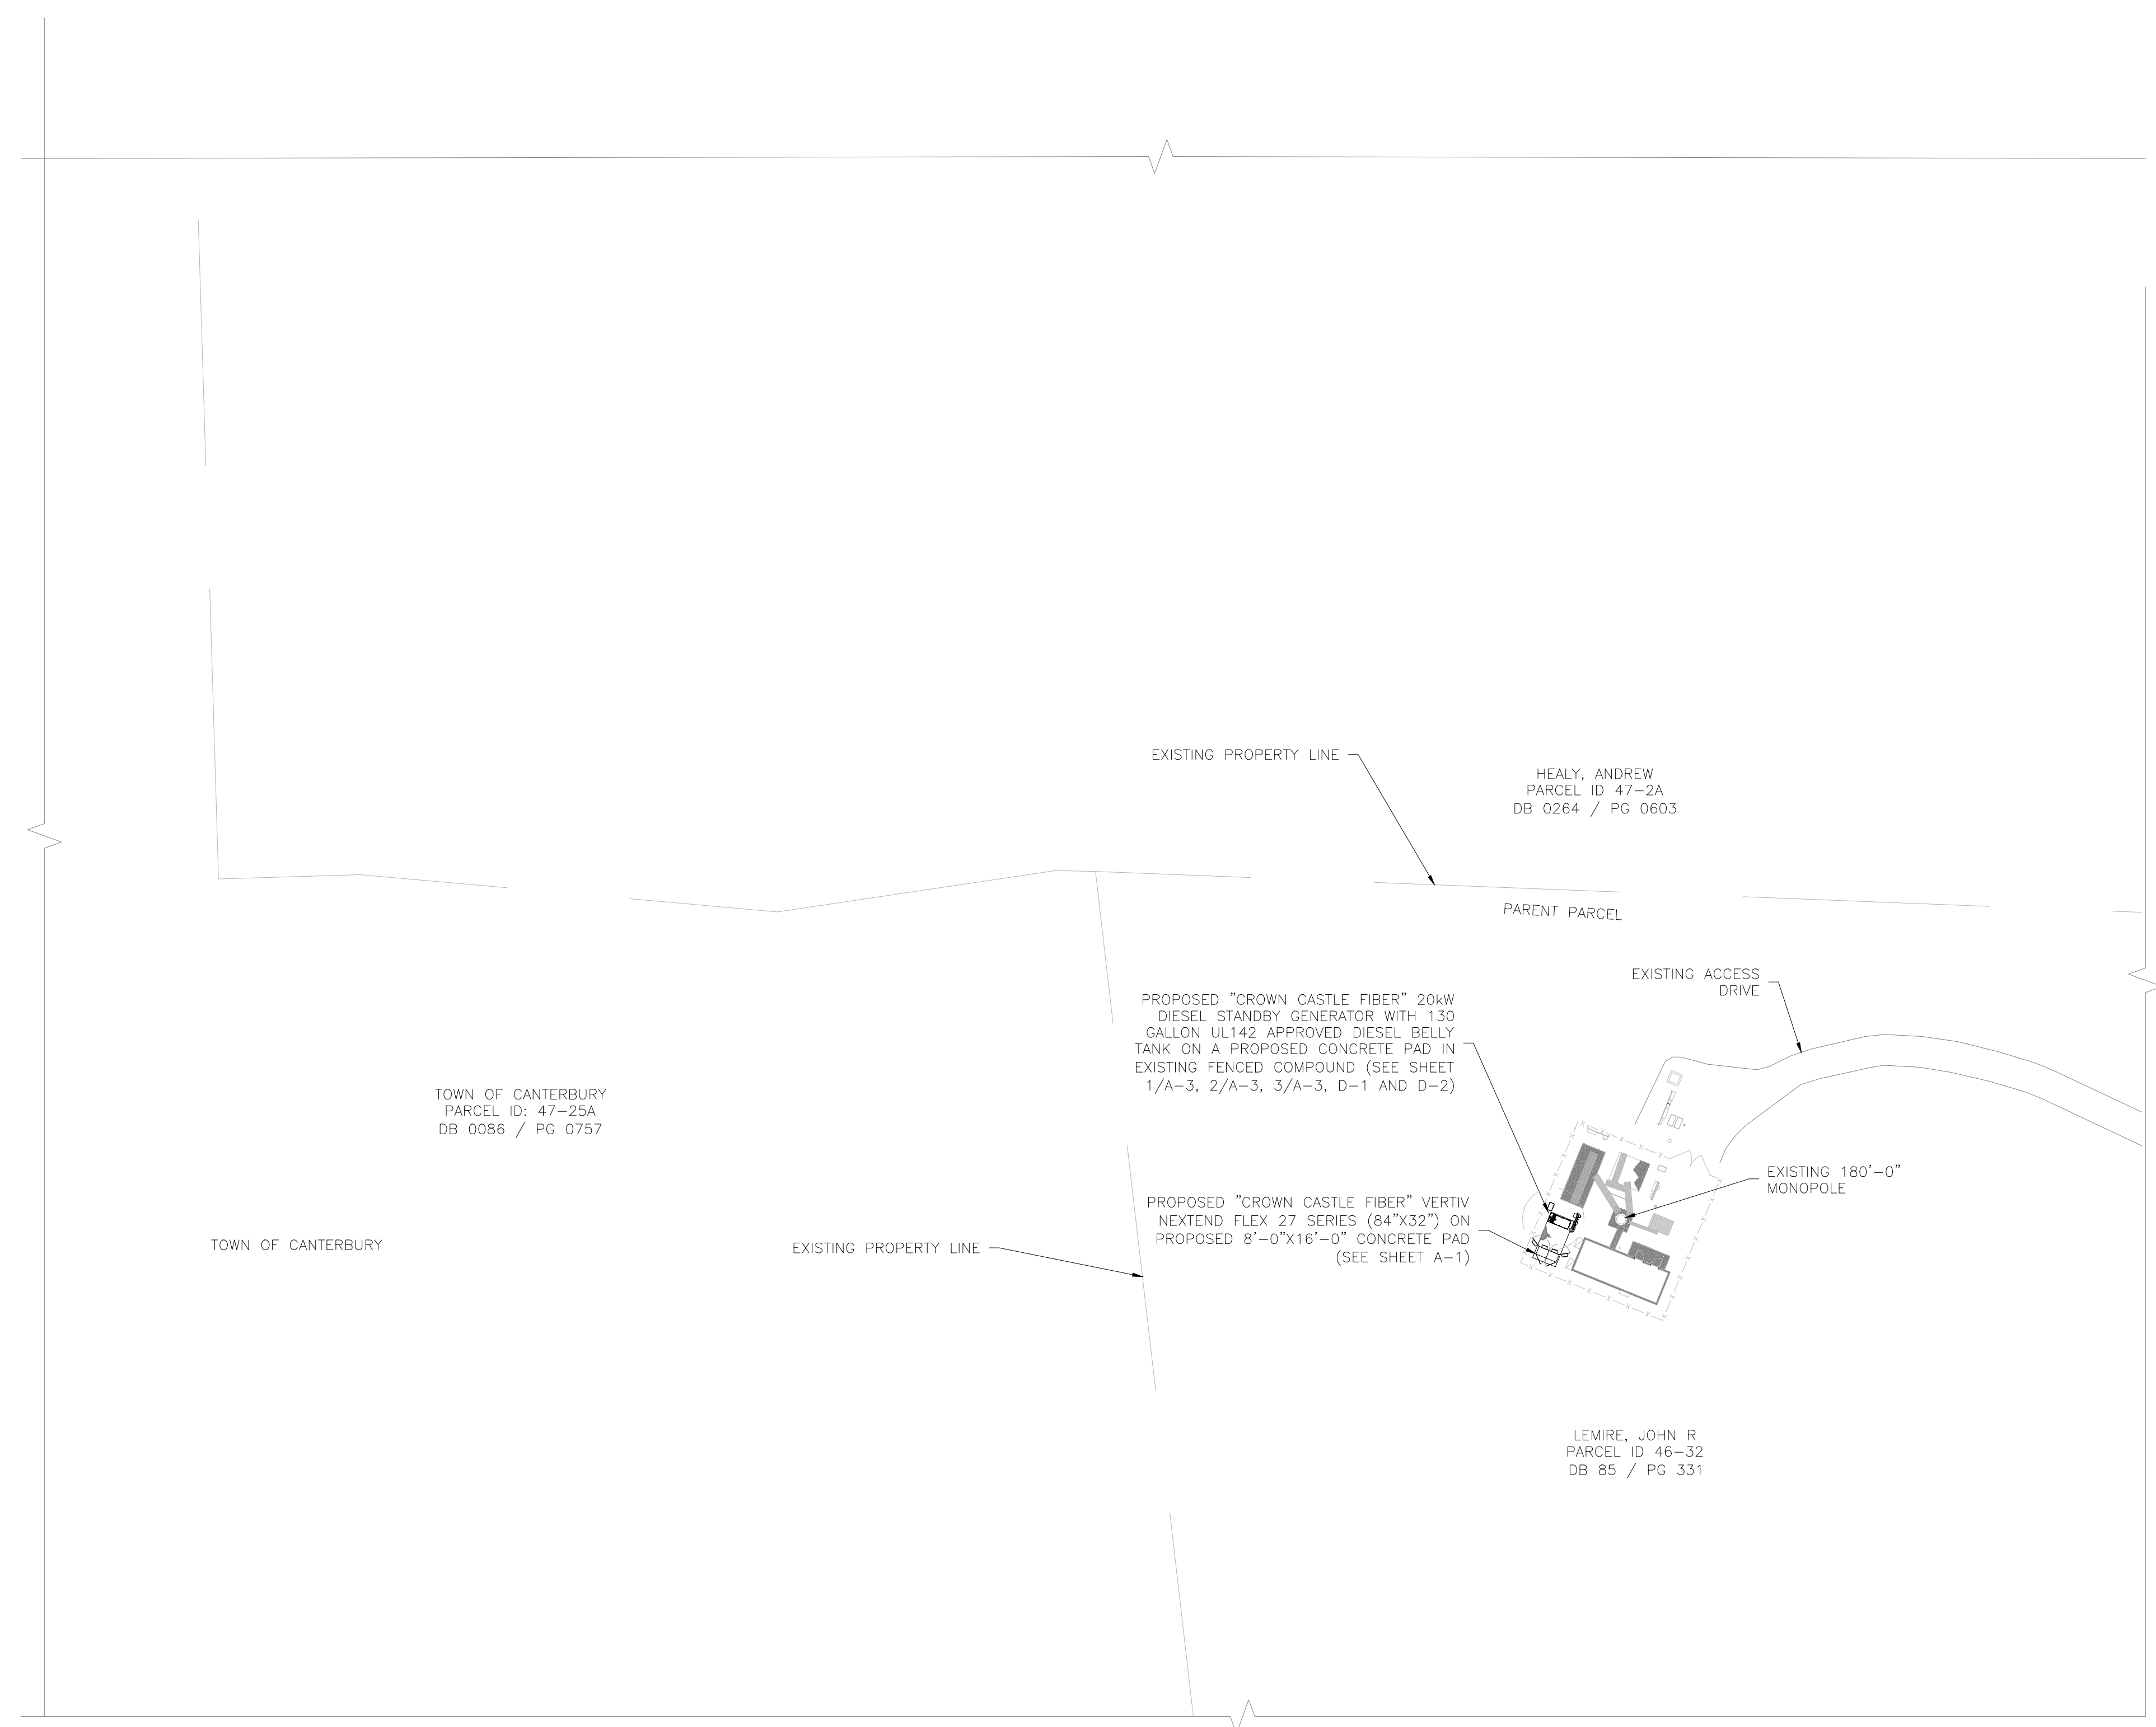 EXISTING PROPERTY LINE
HEALY, ANDREW
PARCEL ID 47-2A
DB 0264 / PG 0603
PARENT PARCEL
EXISTING ACCESS
DRIVE
PROPOSED "CROWN CASTLE FIBER" 20kW
DIESEL STANDBY GENERATOR WITH 130
GALLON UL142 APPROVED DIESEL BELLY
TANK ON A PROPOSED CONCRETE PAD IN
EXISTING FENCED COMPOUND (SEE SHEET
1/A-3, 2/A-3, 3/A-3, D-1 AND D-2)
TOWN OF CANTERBURY
PARCEL ID: 47-25A
DB 0086 / PG 0757
EXISTING 180'-0"
MONOPOLE
PROPOSED "CROWN CASTLE FIBER" VERTIV
NEXTEND FLEX 27 SERIES (84"X32") ON
PROPOSED 8'-0"X16'-0" CONCRETE PAD
(SEE SHEET A-1)
TOWN OF CANTERBURY
EXISTING PROPERTY LINE
LEMIRE, JOHN R
PARCEL ID 46-32
DB 85 / PG 331